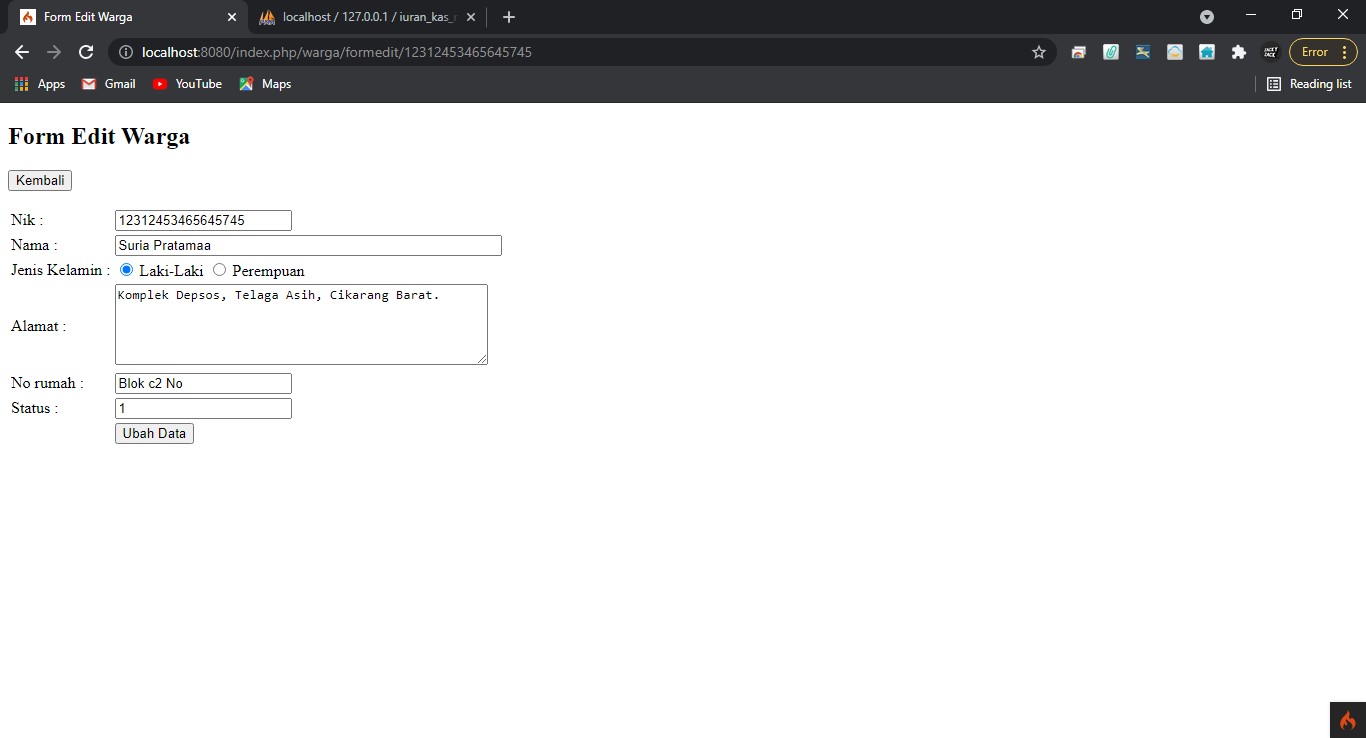 Form Edit Warga
localhost / 127.0.0.1 / iuran_kas_
localhost:8080/index.php/warga/formedit/12312453465645745
Error
Apps Gmail YouTube Maps Reading list
Form Edit Warga
Kembali
Nik : 12312453465645745
Nama : Suria Pratamaa
Jenis Kelamin : Laki-Laki Perempuan
Komplek Depsos, Telaga Asih, Cikarang Barat.
Alamat :
No rumah : Blok c2 No
Status : 1
Ubah Data